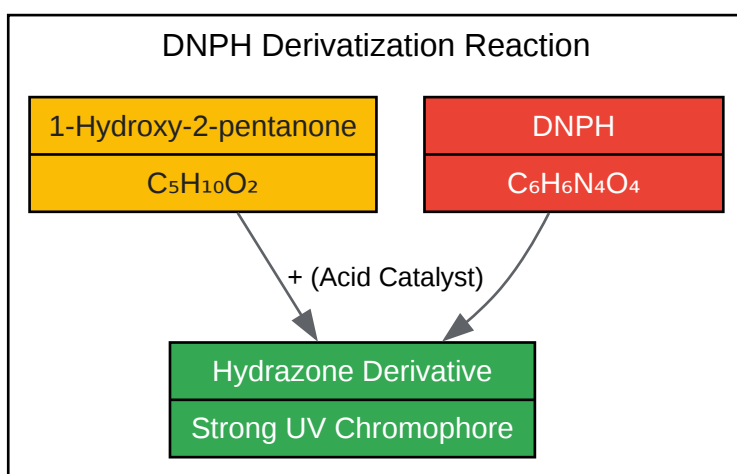 DNPH Derivatization Reaction
1-Hydroxy-2-pentanone
DNPH
C₅H₁₀O₂
C₆H₆N₄O₄
+ (Acid Catalyst)
Hydrazone Derivative
Strong UV Chromophore